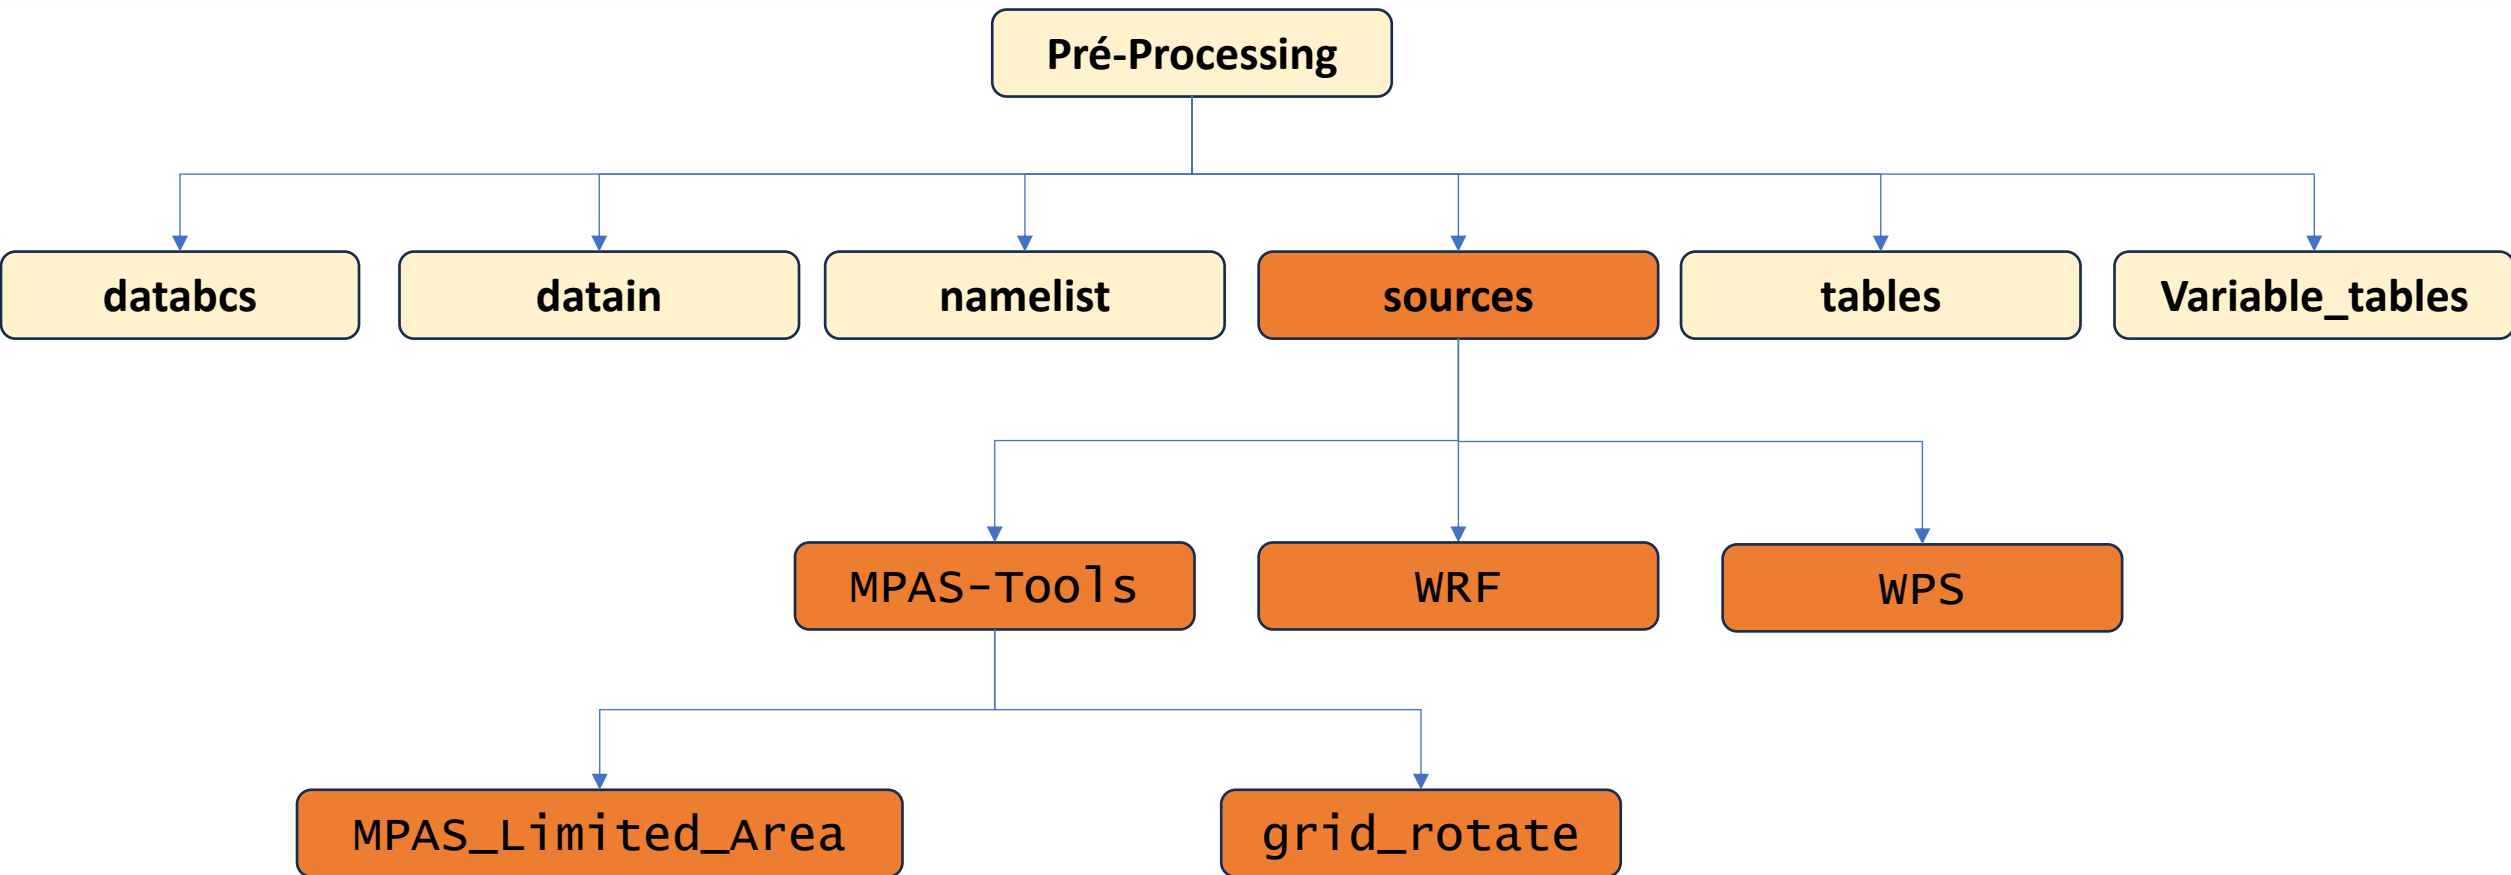 Pré-Processing
databcs
datain
namelist
sources
tables
Variable_tables
MPAS-Tools
WRF
WPS
MPAS_Limited_Area
grid_rotate